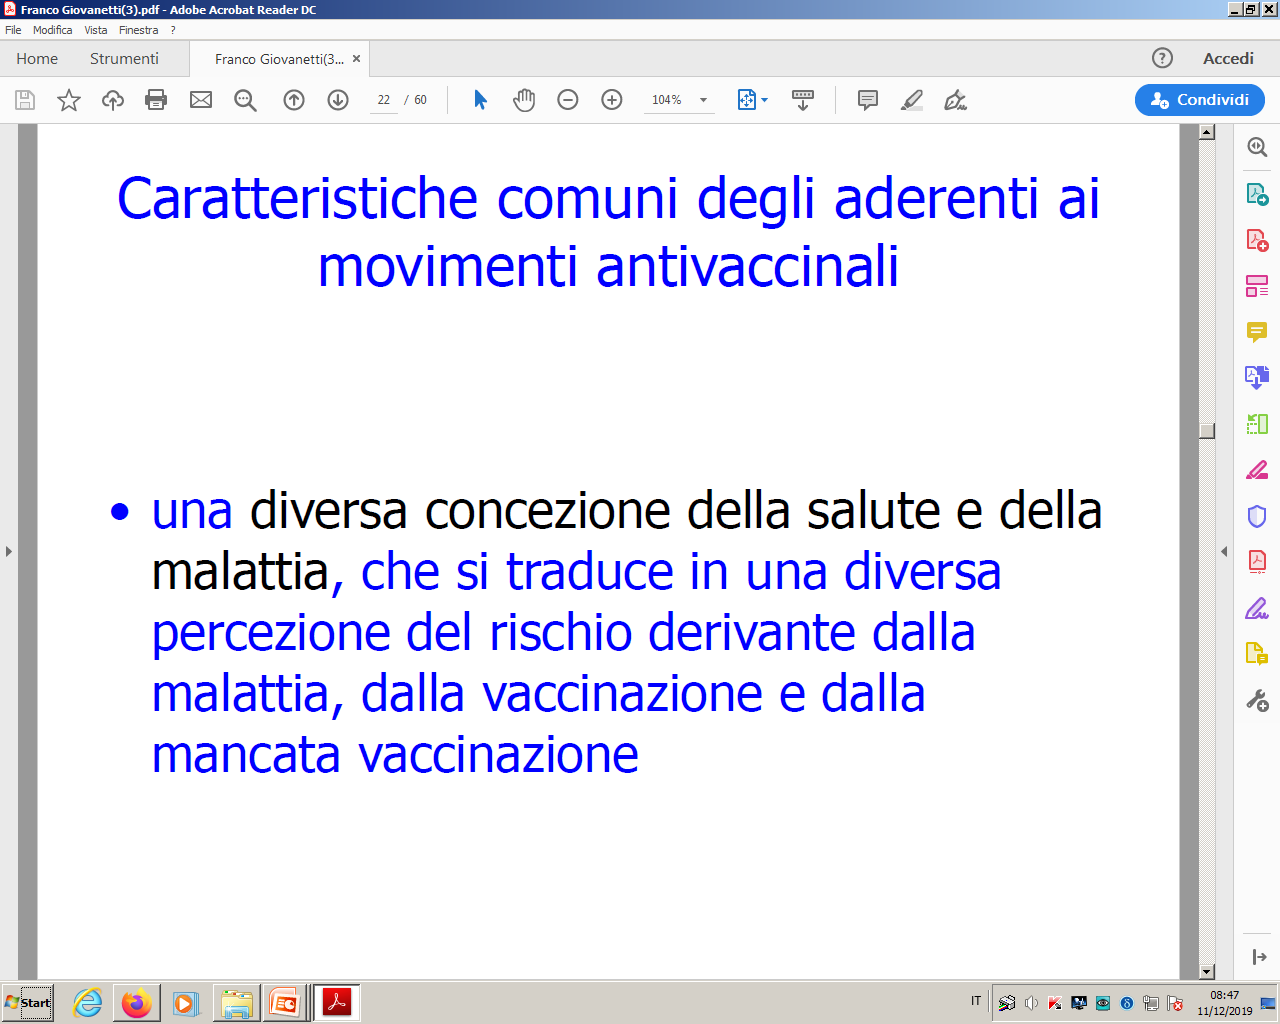 Franco Giovanetti(3).pdf - Adobe Acrobat Reader DC
File Modifica Vista Finestra ?
Home Strumenti Franco Giovanetti(3... × ? Accedi
22 / 60 104% Condividi
Caratteristiche comuni degli aderenti ai
movimenti antivaccinali
• una diversa concezione della salute e della
malattia, che si traduce in una diversa
percezione del rischio derivante dalla
malattia, dalla vaccinazione e dalla
mancata vaccinazione
Start IT 08:47
11/12/2019